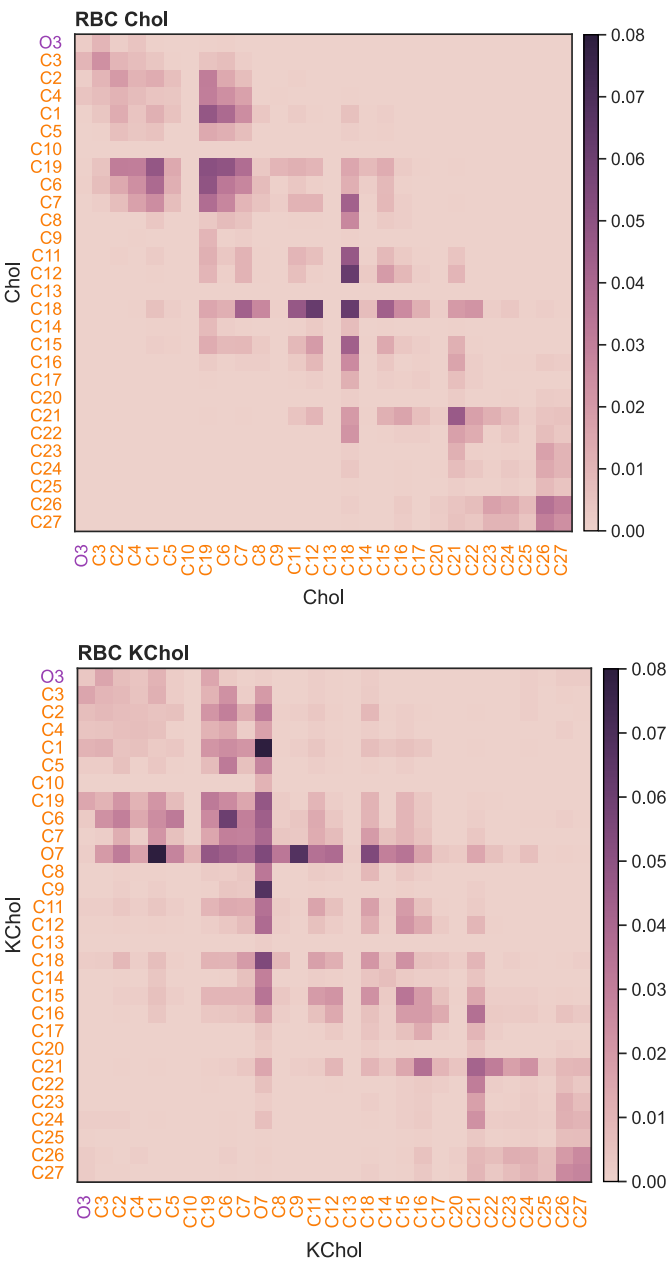 RBC Chol
O3
C3
C2
C4
C1
C5
C10
C19
C6
C7
C8
C9
C11
C12
C13
C18
C14
C15
C16
C17
C20
C21
C22
C23
C24
C25
C26
C27
Chol
O3 C3 C2 C4 C1 C5 C10 C19 C6 C7 C8 C9 C11 C12 C13 C18 C14 C15 C16 C17 C20 C21 C22 C23 C24 C25 C26 C27
Chol
0.08
0.07
0.06
0.05
0.04
0.03
0.02
0.01
0.00
RBC KChol
O3
C3
C2
C4
C1
C5
C10
C19
C6
C7
O7
C8
C9
C11
C12
C13
C18
C14
C15
C16
C17
C20
C21
C22
C23
C24
C25
C26
C27
KChol
O3 C3 C2 C4 C1 C5 C10 C19 C6 C7 O7 C8 C9 C11 C12 C13 C18 C14 C15 C16 C17 C20 C21 C22 C23 C24 C25 C26 C27
KChol
0.08
0.07
0.06
0.05
0.04
0.03
0.02
0.01
0.00